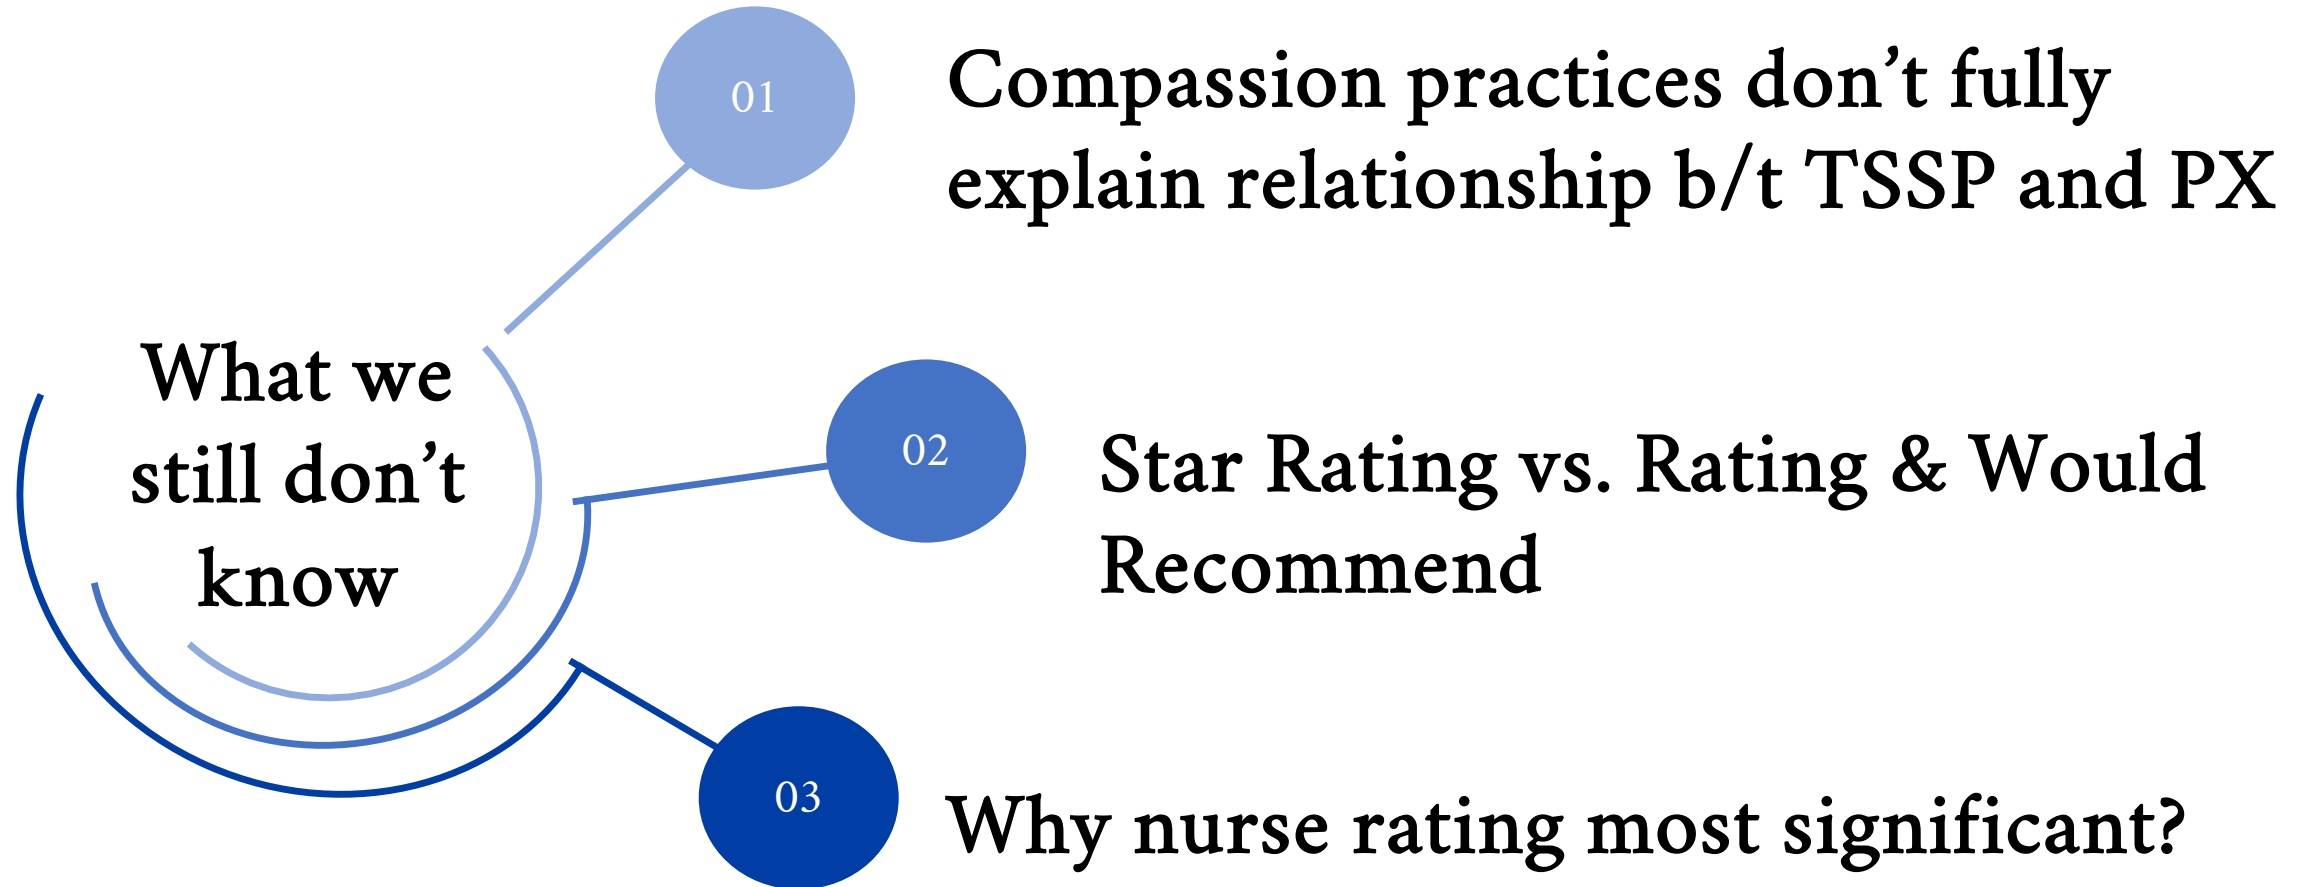 What we
still don’t
know
01
Compassion practices don’t fully
explain relationship b/t TSSP and PX
02
Star Rating vs. Rating & Would
Recommend
03
Why nurse rating most significant?